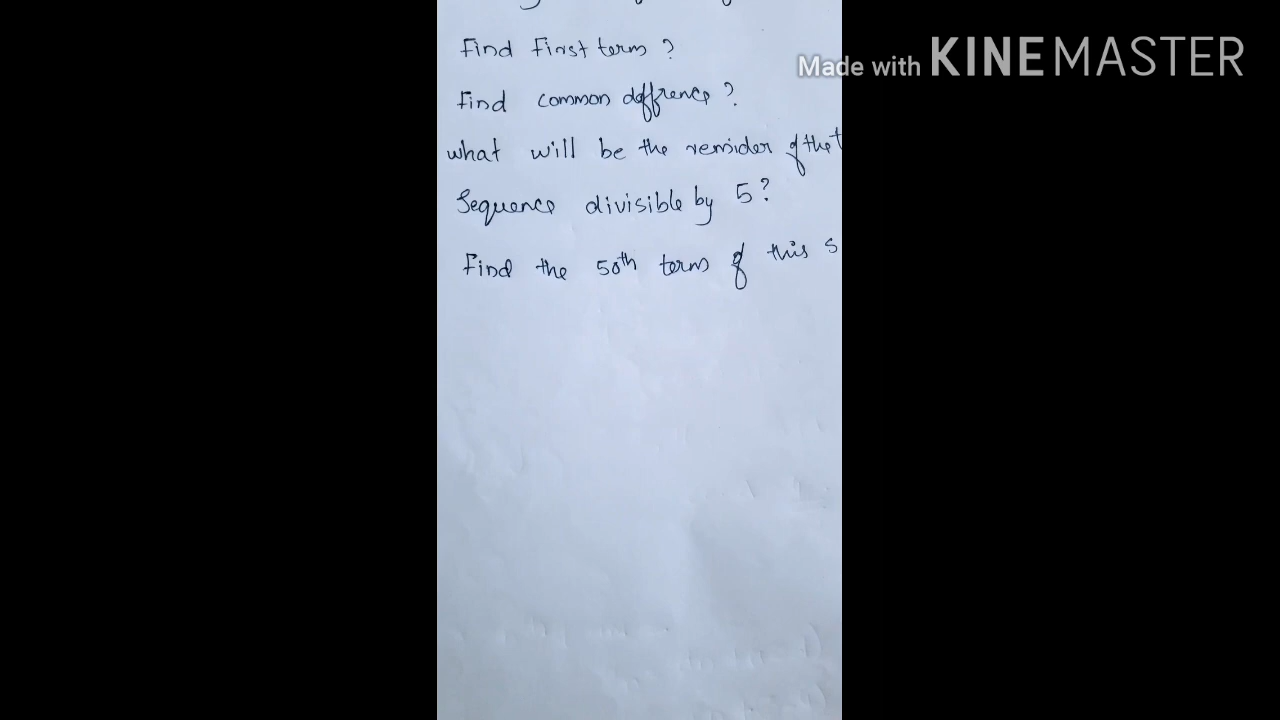 Made with KINEMASTER
Find First term ?
Find common diffrence ?
what will be the remider of the t
Sequence divisible by 5?
Find the 50th term of this s